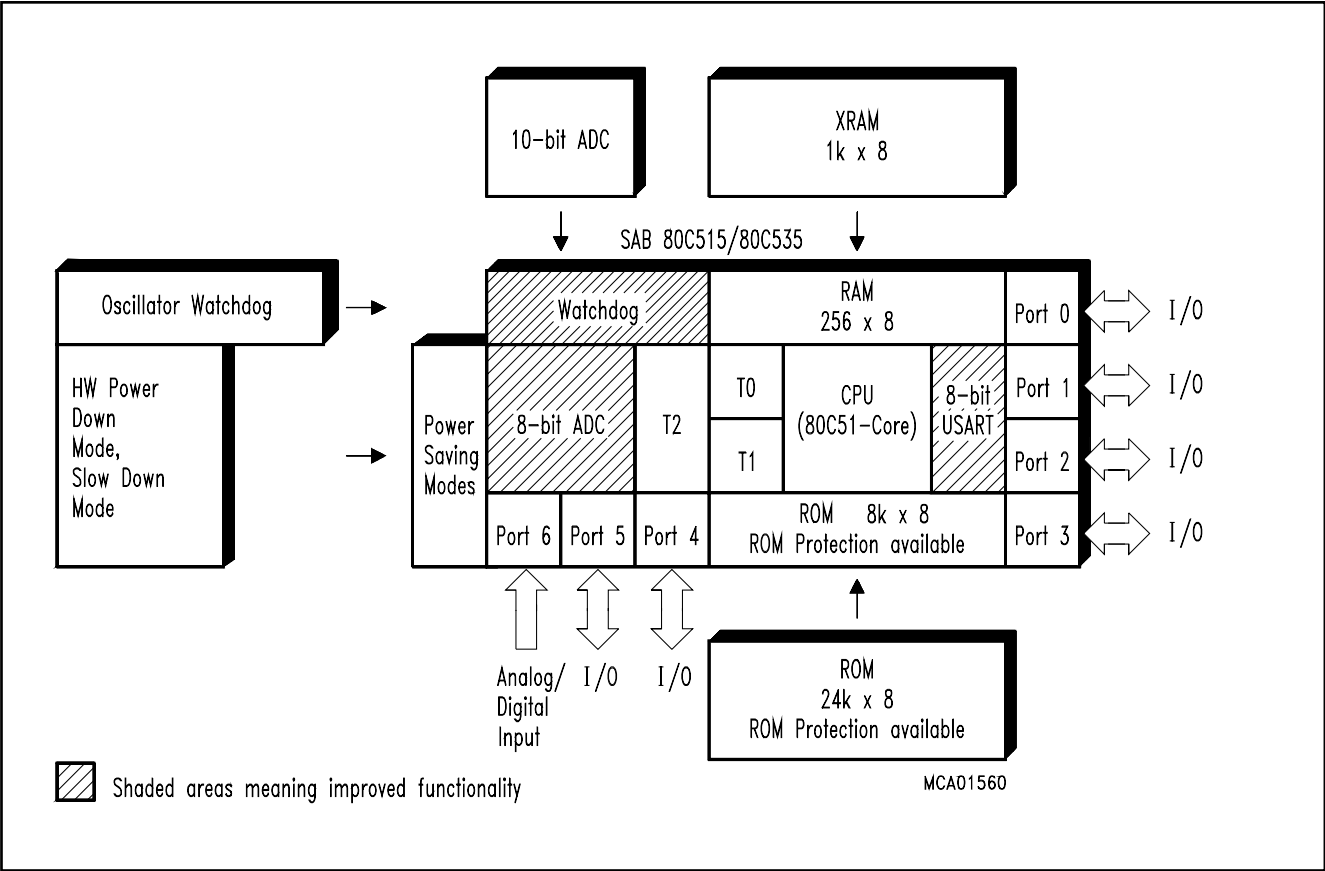 10-bit ADC
XRAM
1k x 8
SAB 80C515/80C535
Oscillator Watchdog
Watchdog
RAM
256 x 8
Port 0
I/O
HW Power
Down
Mode,
Slow Down
Mode
Power
Saving
Modes
8-bit ADC
T2
T0
T1
CPU
(80C51-Core)
8-bit
USART
Port 1
I/O
Port 2
I/O
Port 6
Port 5
Port 4
ROM 8k x 8
ROM Protection available
Port 3
I/O
Analog/
Digital
Input
I/O
I/O
ROM
24k x 8
ROM Protection available
MCA01560
Shaded areas meaning improved functionality